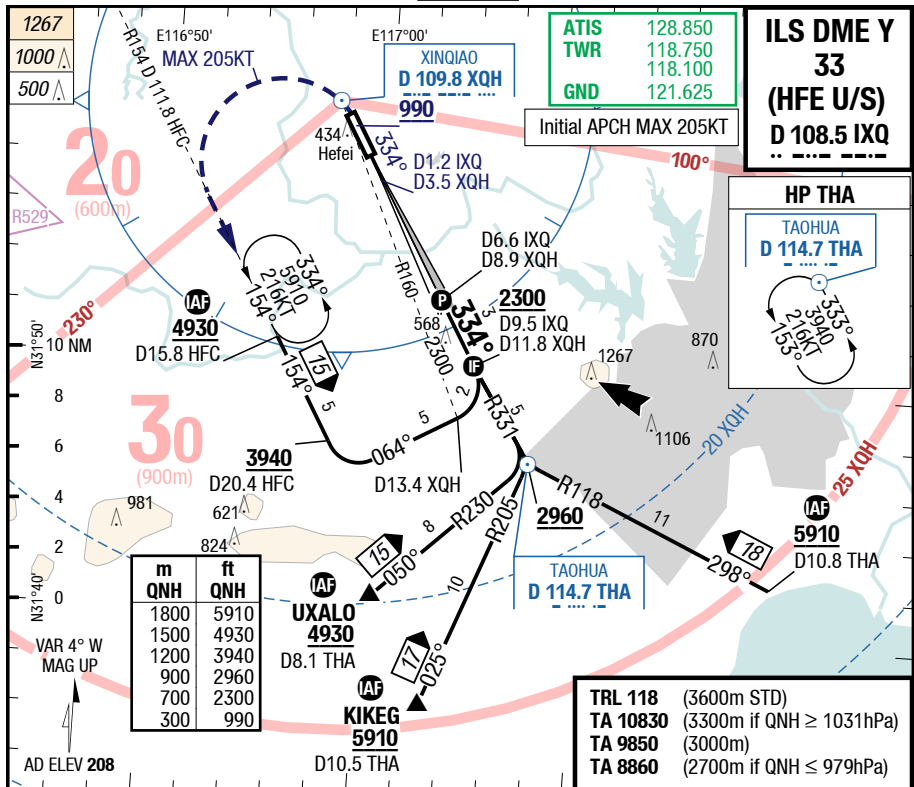 1267
1000
500
E116°50'
E117°00'
R154 D 111.8 HFC
MAX 205KT
XINQIAO
D 109.8 XQH
990
434
Hefei
334°
D1.2 IXQ
D3.5 XQH
ATIS 128.850
TWR 118.750
118.100
GND 121.625
Initial APCH MAX 205KT
ILS DME Y
33
(HFE U/S)
D 108.5 IXQ
20
(600m)
R529
100°
HP THA
TAOHUA
D 114.7 THA
333°
3940
216KT
153°
230°
334°
5910
216KT
154°
IAF
4930
D15.8 HFC
N31°50'
10 NM
8
6
4
2
0
N31°40'
154°
15
5
R160
2300
D6.6 IXQ
D8.9 XQH
P
334°
3
2300
D9.5 IXQ
D11.8 XQH
568
IF
2
5
064°
D13.4 XQH
3940
D20.4 HFC
30
(900m)
R331
5
1267
870
1106
20 XQH
25 XQH
981
621
824
R230
8
050°
15
R205
10
025°
17
2960
R118
11
298°
18
IAF
5910
D10.8 THA
TAOHUA
D 114.7 THA
IAF
UXALO
4930
D8.1 THA
IAF
KIKEG
5910
D10.5 THA
m ft
QNH QNH
1800 5910
1500 4930
1200 3940
900 2960
700 2300
300 990
VAR 4° W
MAG UP
AD ELEV 208
TRL 118 (3600m STD)
TA 10830 (3300m if QNH ≥ 1031hPa)
TA 9850 (3000m)
TA 8860 (2700m if QNH ≤ 979hPa)